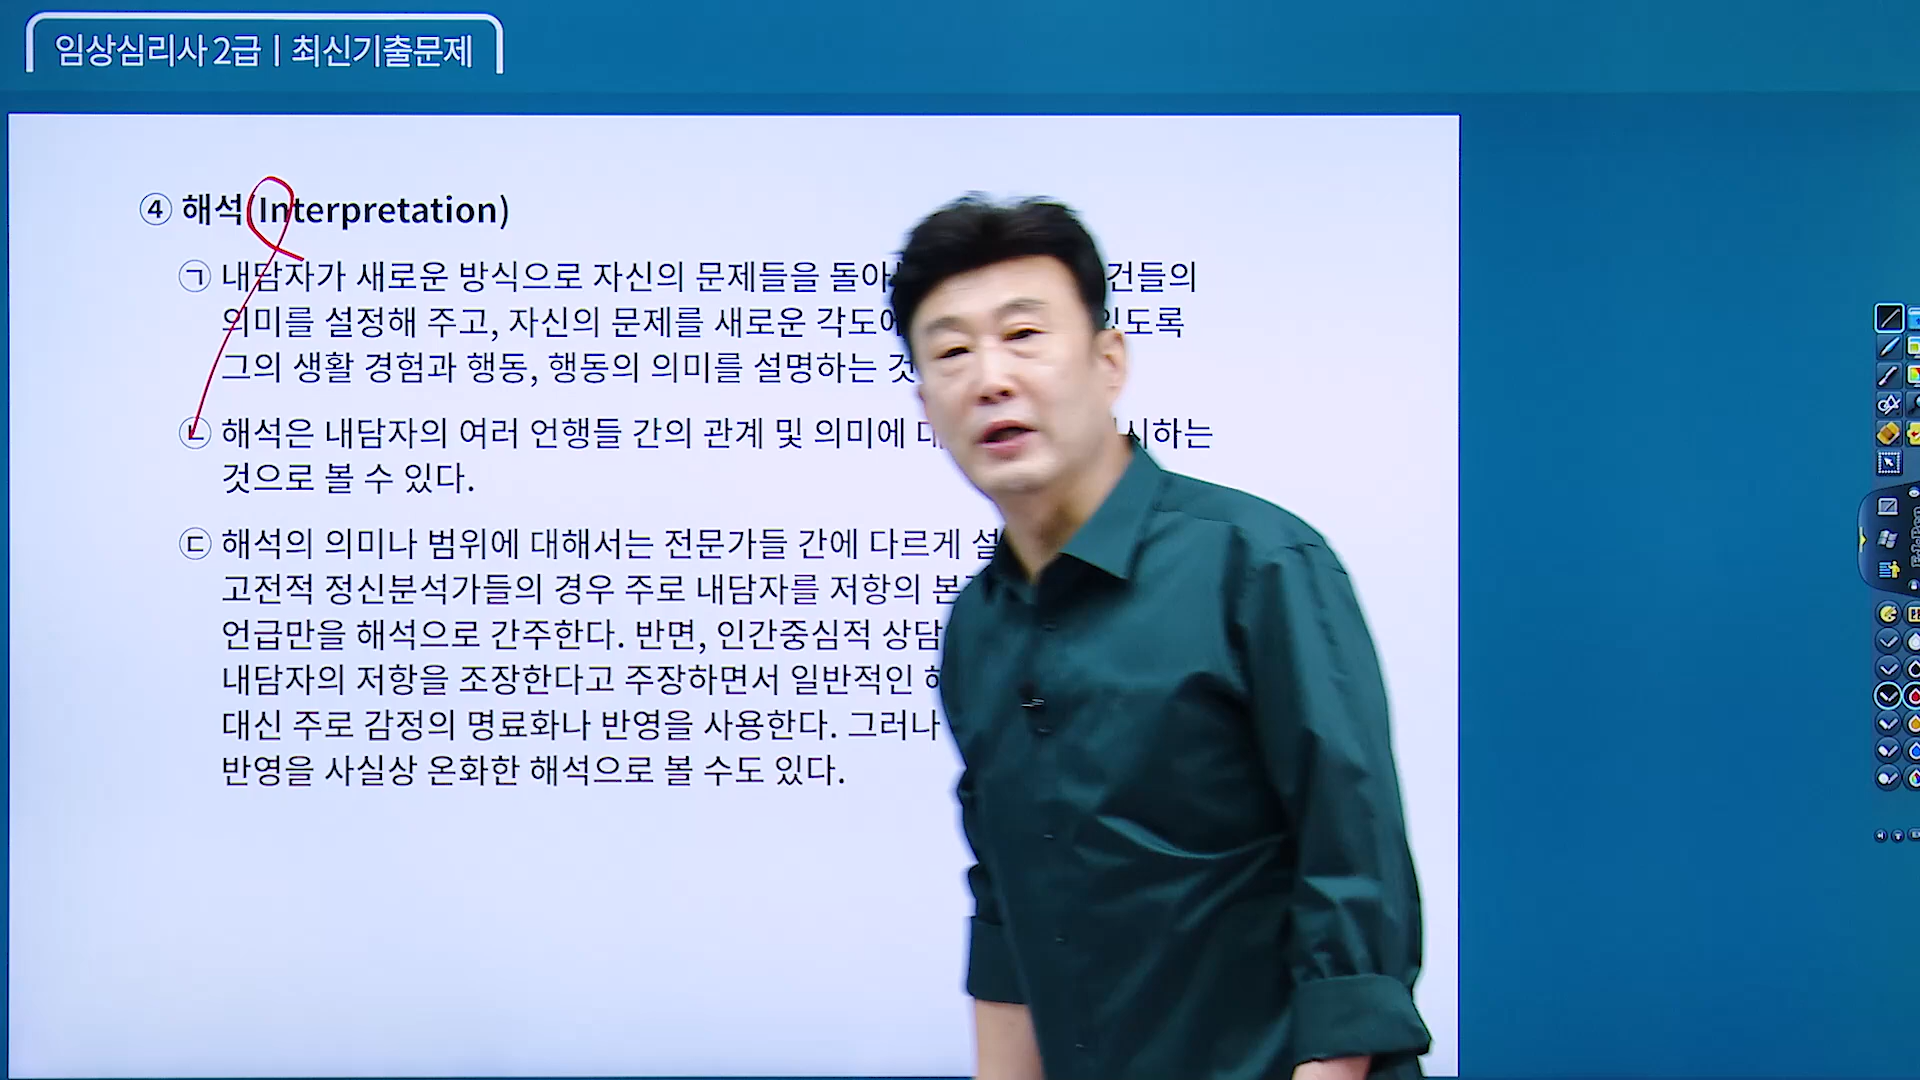 임상심리사 2급 | 최신기출문제
④ 해석(Interpretation)
㉠ 내담자가 새로운 방식으로 자신의 문제들을 돌아 건들의
의미를 설정해 주고, 자신의 문제를 새로운 각도에 있도록
그의 생활 경험과 행동, 행동의 의미를 설명하는 것
㉡ 해석은 내담자의 여러 언행들 간의 관계 및 의미에 대 시하는
것으로 볼 수 있다.
㉢ 해석의 의미나 범위에 대해서는 전문가들 간에 다르게 설
고전적 정신분석가들의 경우 주로 내담자를 저항의 본
언급만을 해석으로 간주한다. 반면, 인간중심적 상담
내담자의 저항을 조장한다고 주장하면서 일반적인 해
대신 주로 감정의 명료화나 반영을 사용한다. 그러나
반영을 사실상 온화한 해석으로 볼 수도 있다.